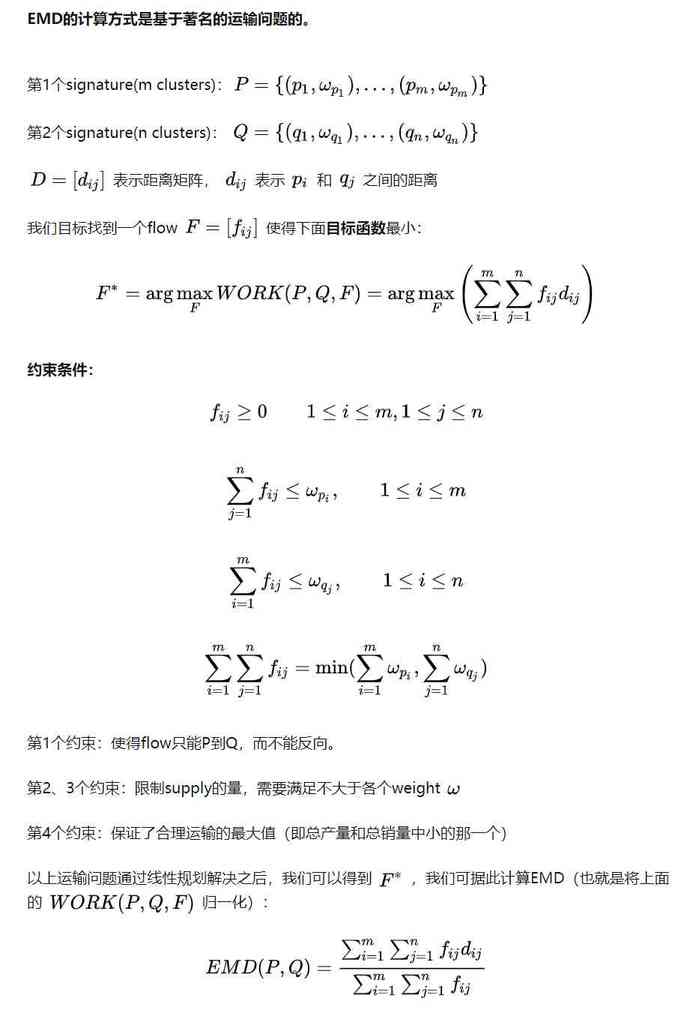 EMD的计算方式是基于著名的运输问题的。
第1个signature(m clusters)： $P = \{(p_1, \omega_{p_1}), \ldots, (p_m, \omega_{p_m})\}$
第2个signature(n clusters)： $Q = \{(q_1, \omega_{q_1}), \ldots, (q_n, \omega_{q_n})\}$
$D = [d_{ij}]$ 表示距离矩阵， $d_{ij}$ 表示 $p_i$ 和 $q_j$ 之间的距离
我们目标找到一个flow $F = [f_{ij}]$ 使得下面目标函数最小：
$F^* = \arg\max_F WORK(P, Q, F) = \arg\max_F \left( \sum_{i=1}^{m} \sum_{j=1}^{n} f_{ij} d_{ij} \right)$
约束条件：
$f_{ij} \geq 0 \quad 1 \leq i \leq m, 1 \leq j \leq n$
$\sum_{j=1}^{n} f_{ij} \leq \omega_{p_i}, \quad 1 \leq i \leq m$
$\sum_{i=1}^{m} f_{ij} \leq \omega_{q_j}, \quad 1 \leq i \leq n$
$\sum_{i=1}^{m} \sum_{j=1}^{n} f_{ij} = \min(\sum_{i=1}^{m} \omega_{p_i}, \sum_{j=1}^{n} \omega_{q_j})$
第1个约束：使得flow只能P到Q，而不能反向。
第2、3个约束：限制supply的量，需要满足不大于各个weight $\omega$
第4个约束：保证了合理运输的最大值（即总产量和总销量中小的那一个）
以上运输问题通过线性规划解决之后，我们可以得到 $F^*$ ，我们可据此计算EMD（也就是将上面
的 $WORK(P, Q, F)$ 归一化）：
$EMD(P, Q) = \frac{\sum_{i=1}^{m} \sum_{j=1}^{n} f_{ij} d_{ij}}{\sum_{i=1}^{m} \sum_{j=1}^{n} f_{ij}}$